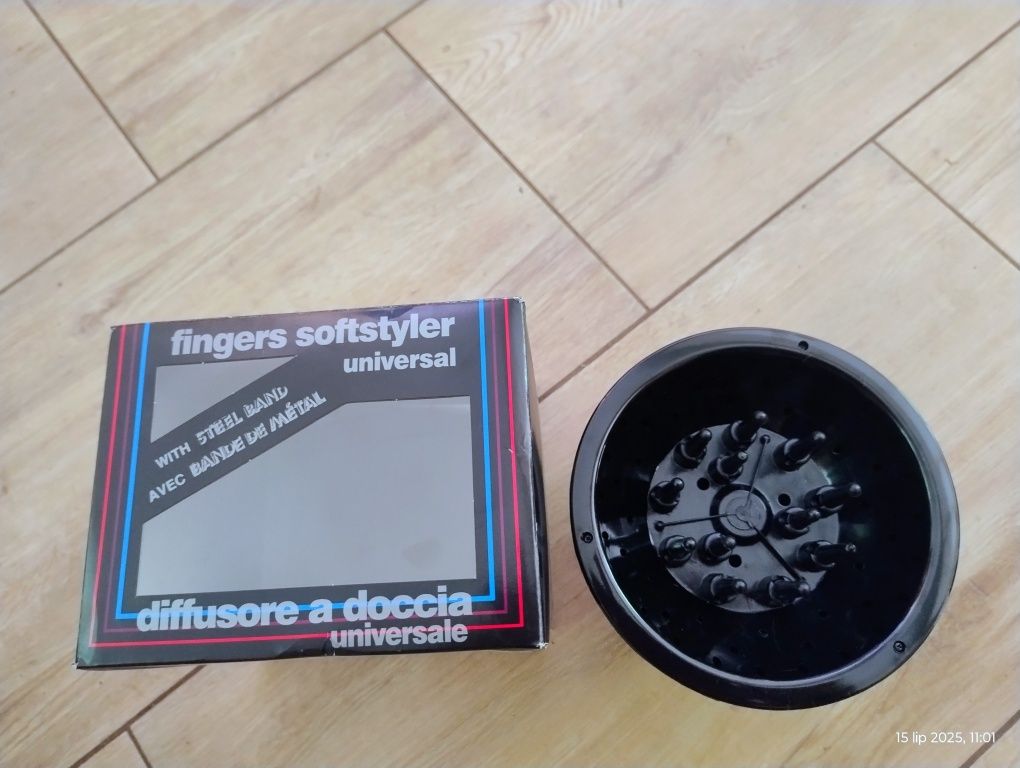 fingers softstyler
universal
WITH STEEL BAND
AVEC BANDE DE MÉTAL
diffusore a doccia
universale
15 lip 2025, 11:01